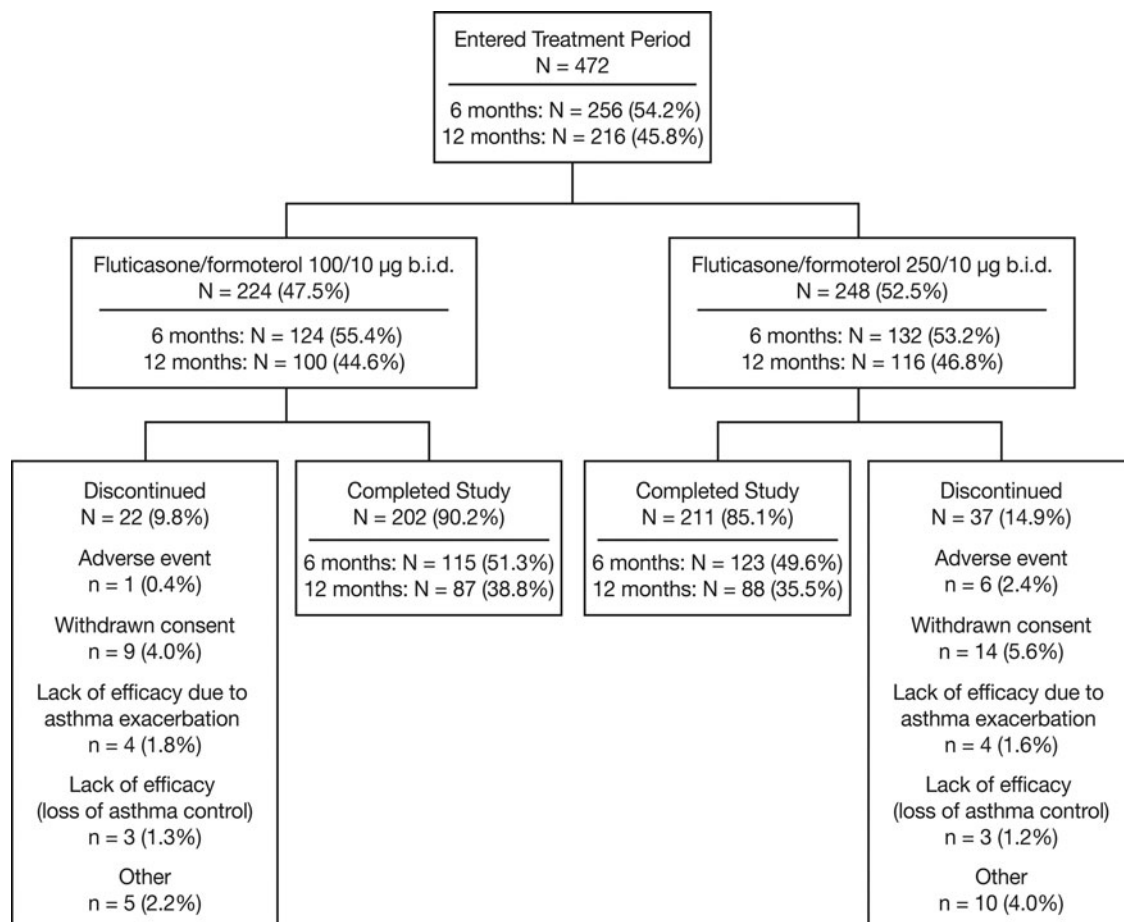 Entered Treatment Period
N = 472
6 months: N = 256 (54.2%)
12 months: N = 216 (45.8%)
Fluticasone/formoterol 100/10 µg b.i.d.
N = 224 (47.5%)
6 months: N = 124 (55.4%)
12 months: N = 100 (44.6%)
Fluticasone/formoterol 250/10 µg b.i.d.
N = 248 (52.5%)
6 months: N = 132 (53.2%)
12 months: N = 116 (46.8%)
Discontinued
N = 22 (9.8%)
Adverse event
n = 1 (0.4%)
Withdrawn consent
n = 9 (4.0%)
Lack of efficacy due to
asthma exacerbation
n = 4 (1.8%)
Lack of efficacy
(loss of asthma control)
n = 3 (1.3%)
Other
n = 5 (2.2%)
Completed Study
N = 202 (90.2%)
6 months: N = 115 (51.3%)
12 months: N = 87 (38.8%)
Completed Study
N = 211 (85.1%)
6 months: N = 123 (49.6%)
12 months: N = 88 (35.5%)
Discontinued
N = 37 (14.9%)
Adverse event
n = 6 (2.4%)
Withdrawn consent
n = 14 (5.6%)
Lack of efficacy due to
asthma exacerbation
n = 4 (1.6%)
Lack of efficacy
(loss of asthma control)
n = 3 (1.2%)
Other
n = 10 (4.0%)